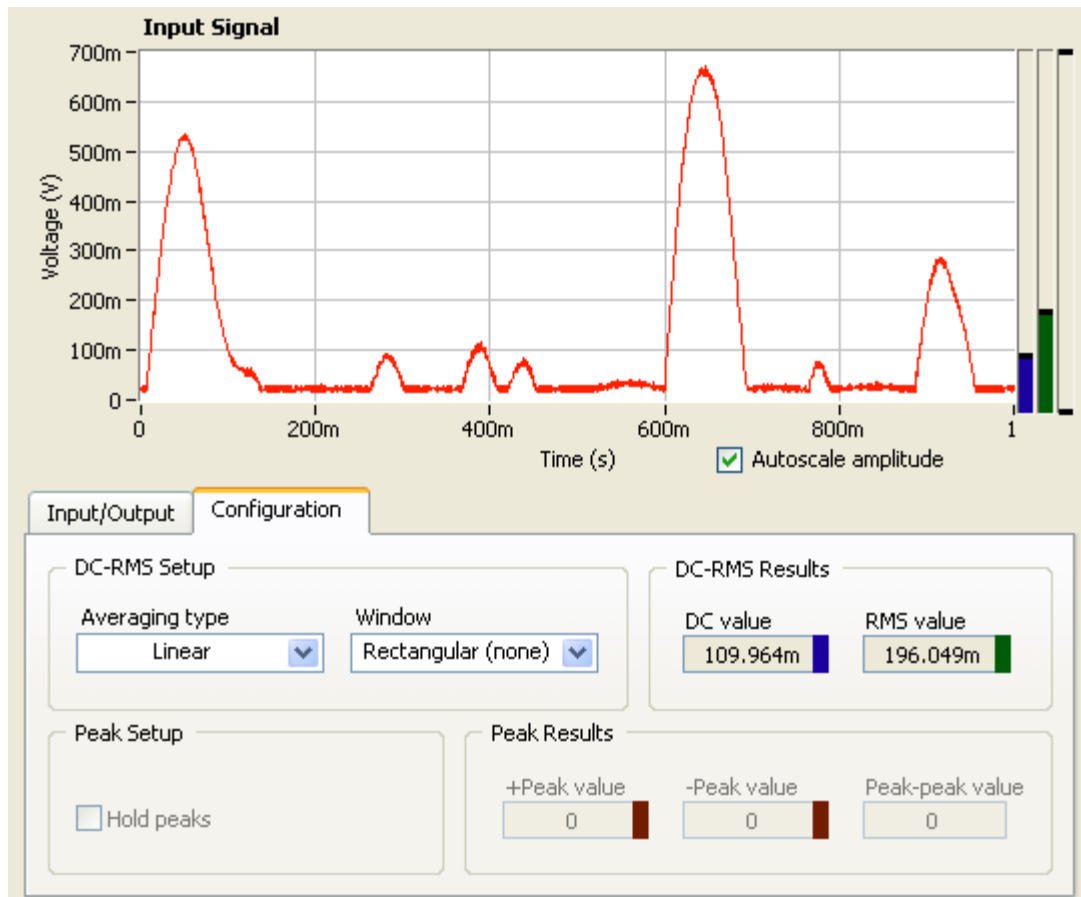 Input Signal
700m
600m
500m
400m
300m
200m
100m
0
Voltage (V)
0 200m 400m 600m 800m 1
Time (s)
Autoscale amplitude
Input/Output Configuration
DC-RMS Setup DC-RMS Results
Averaging type Window DC value RMS value
Linear Rectangular (none) 109.964m 196.049m
Peak Setup Peak Results
+Peak value -Peak value Peak-peak value
Hold peaks 0 0 0